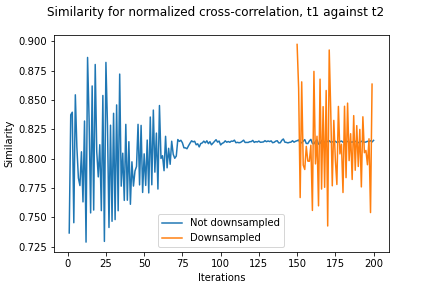 Similarity for normalized cross-correlation, t1 against t2
0.900
0.875
0.850
0.825
0.800
0.775
0.750
0.725
Similarity
Not downsampled
Downsampled
0 25 50 75 100 125 150 175 200
Iterations